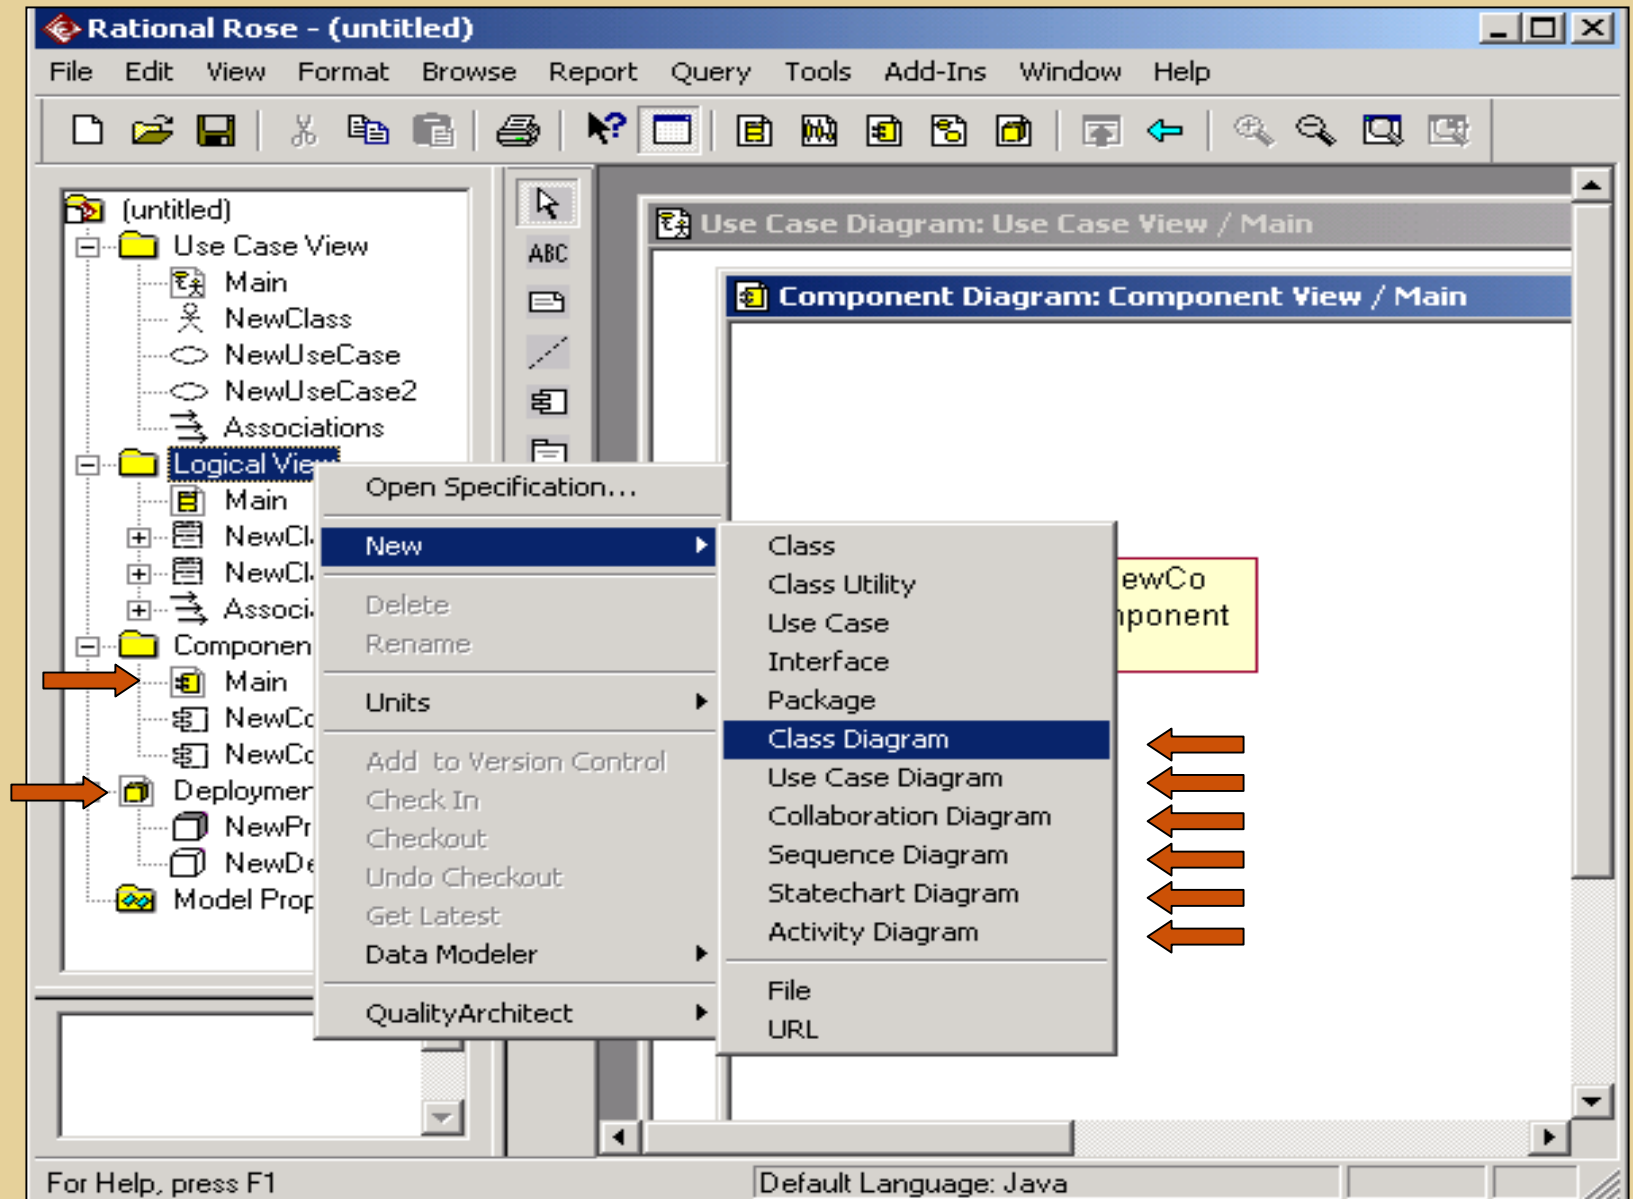 Rational Rose - (untitled)
File Edit View Format Browse Report Query Tools Add-Ins Window Help
(untitled)
Use Case View
Main
NewClass
NewUseCase
NewUseCase2
Associations
Logical View
Main
NewCl
NewCl
Associ
Componen
Main
NewCo
NewCo
Deploymen
NewPr
NewDe
Model Prop
ABC
Use Case Diagram: Use Case View / Main
Component Diagram: Component View / Main
ewCo
mponent
Open Specification...
New
Delete
Rename
Units
Add to Version Control
Check In
Checkout
Undo Checkout
Get Latest
Data Modeler
QualityArchitect
Class
Class Utility
Use Case
Interface
Package
Class Diagram
Use Case Diagram
Collaboration Diagram
Sequence Diagram
Statechart Diagram
Activity Diagram
File
URL
For Help, press F1
Default Language: Java